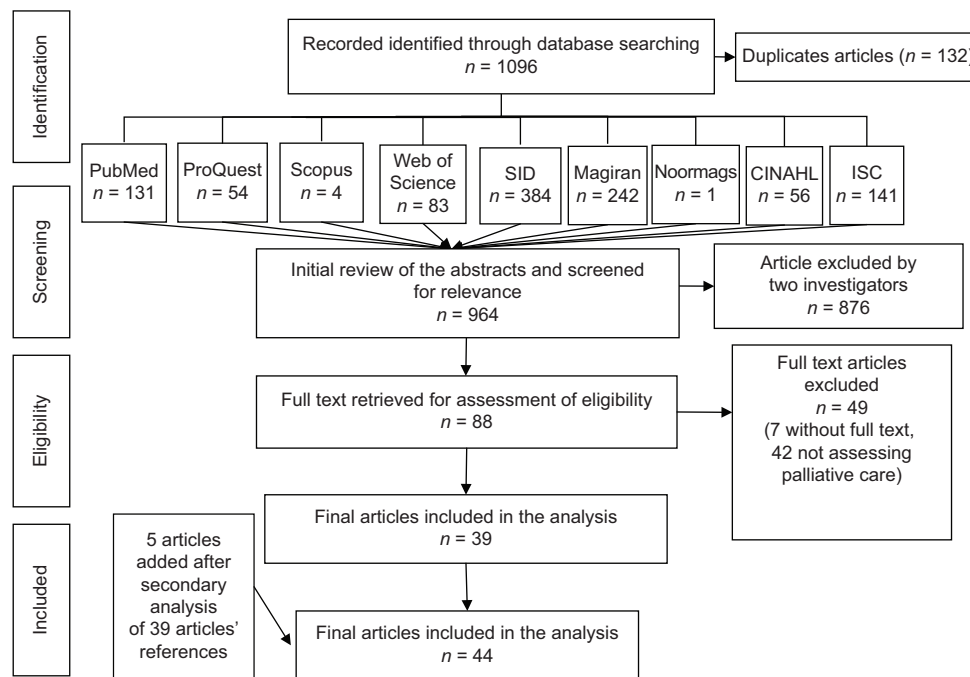 Identification
Recorded identified through database searching
n = 1096
Duplicates articles (n = 132)
PubMed
n = 131
ProQuest
n = 54
Scopus
n = 4
Web of
Science
n = 83
SID
n = 384
Magiran
n = 242
Noormags
n = 1
CINAHL
n = 56
ISC
n = 141
Screening
Initial review of the abstracts and screened
for relevance
n = 964
Article excluded by
two investigators
n = 876
Eligibility
Full text retrieved for assessment of eligibility
n = 88
Full text articles
excluded
n = 49
(7 without full text,
42 not assessing
palliative care)
Final articles included in the analysis
n = 39
Included
5 articles
added after
secondary
analysis
of 39 articles’
references
Final articles included in the analysis
n = 44